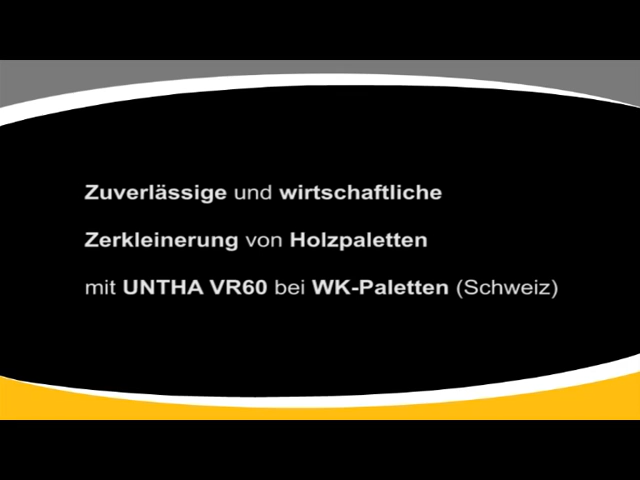 Zuverlässige und wirtschaftliche
Zerkleinerung von Holzpaletten
mit UNTHA VR60 bei WK-Paletten (Schweiz)